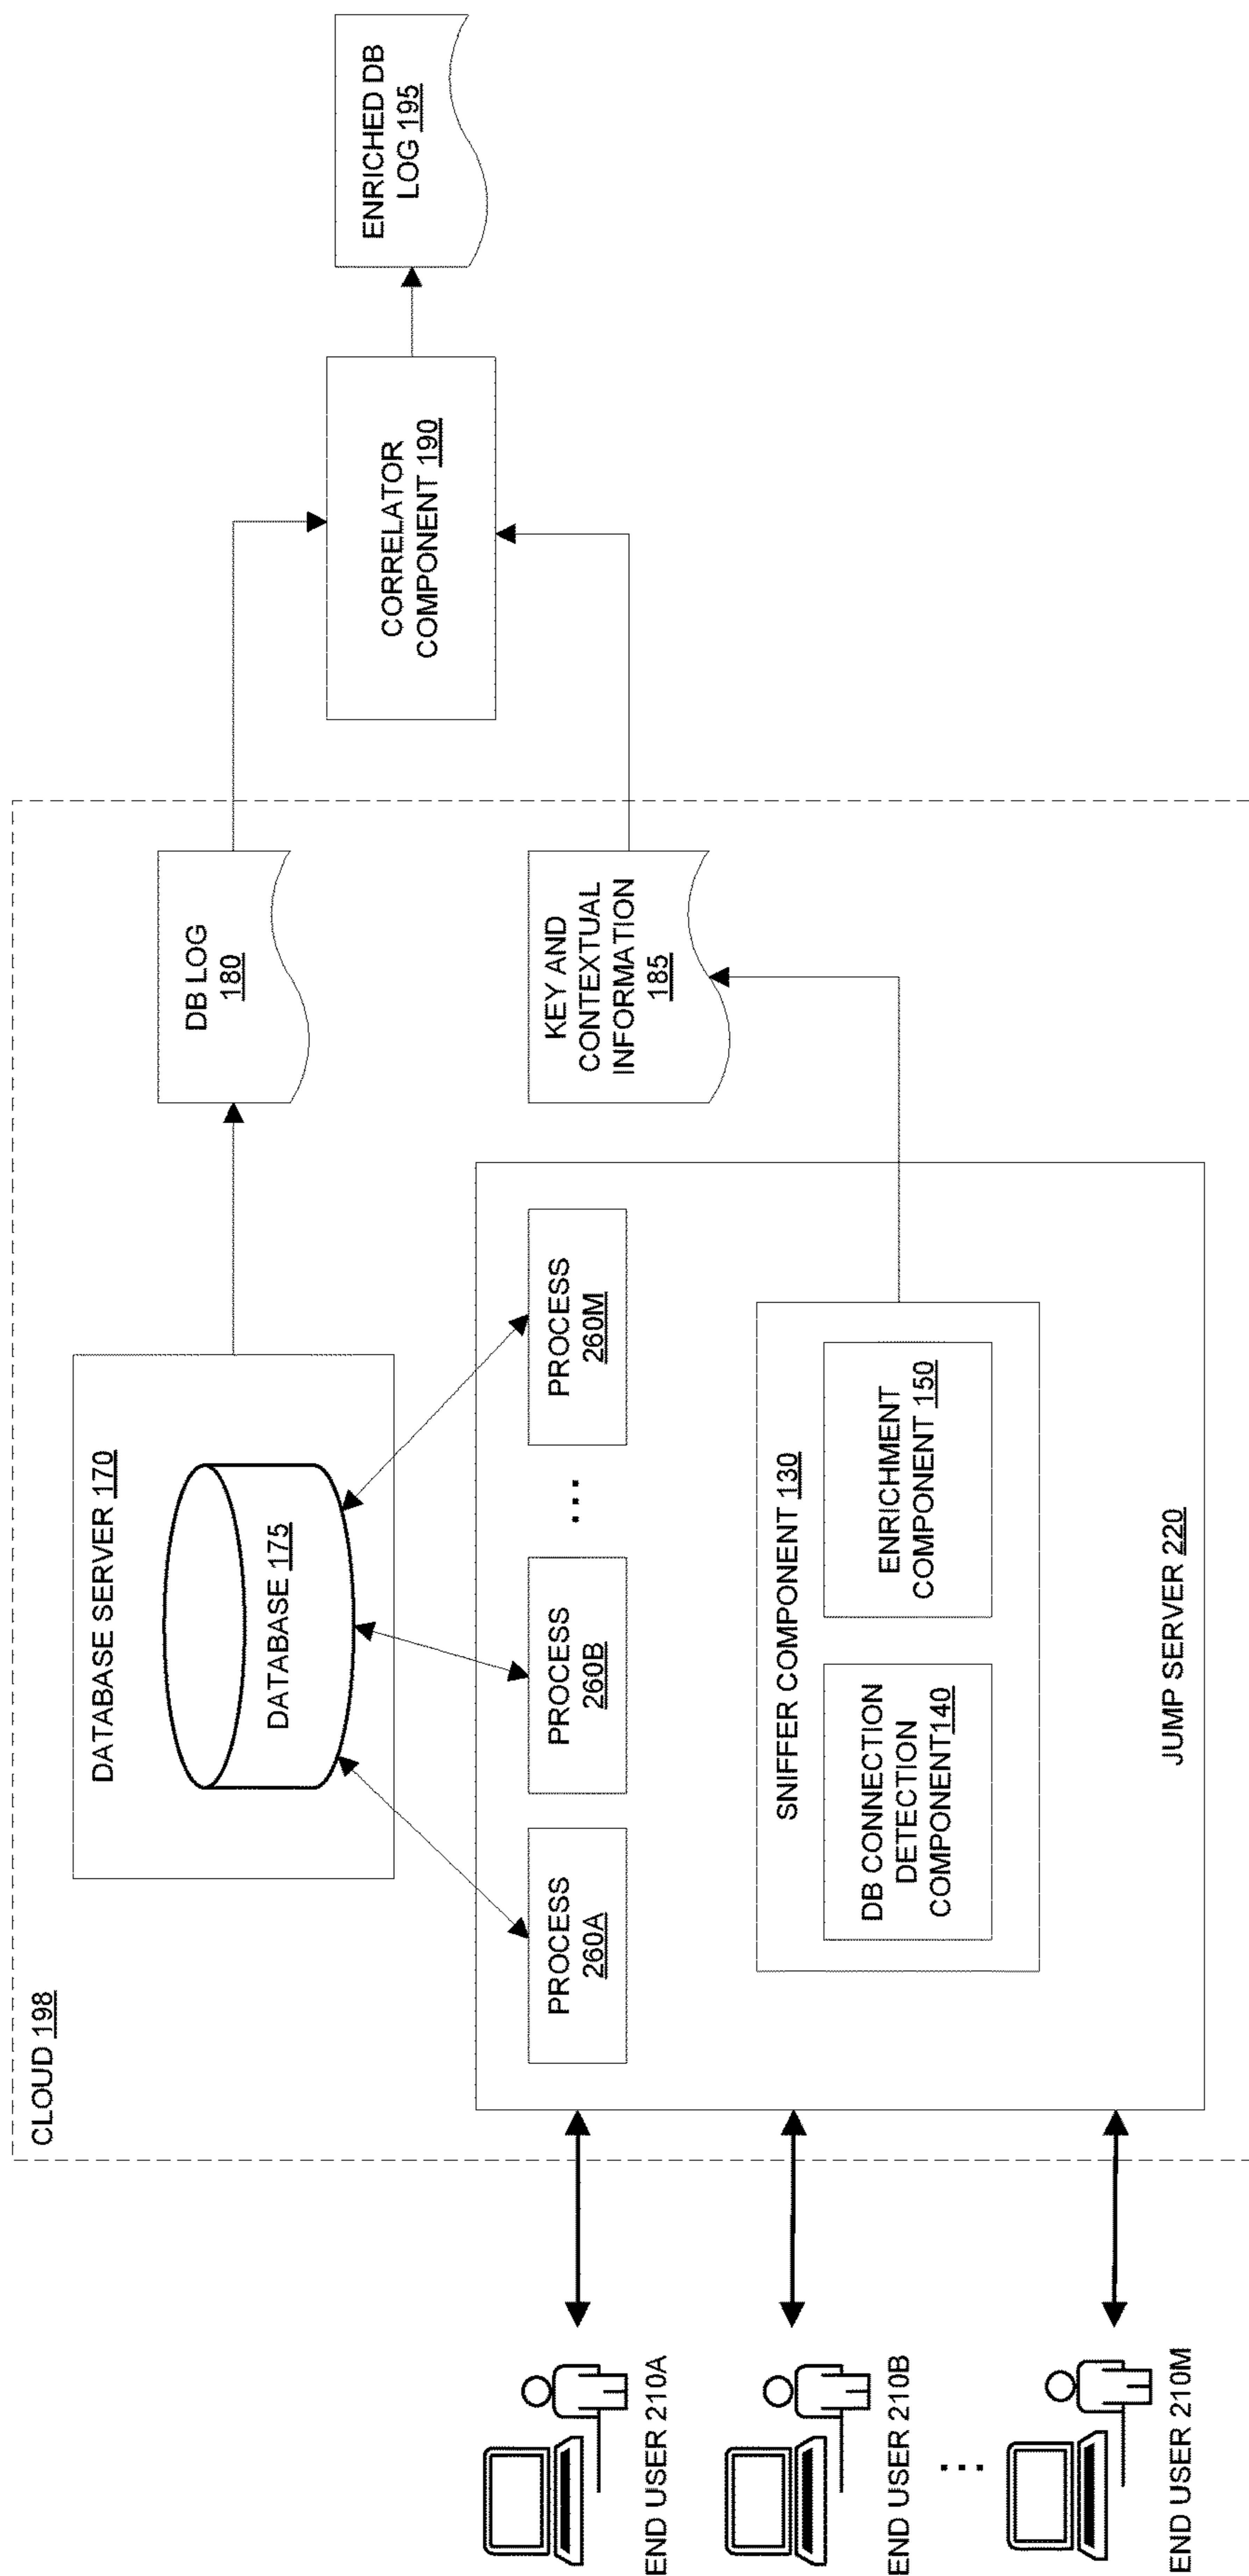 CLOUD 198
DATABASE SERVER 170
DATABASE 175
DB LOG
180
ENRICHED DB
LOG 195
CORRELATOR
COMPONENT 190
KEY AND
CONTEXTUAL
INFORMATION
185
PROCESS
260A
PROCESS
260B
...
PROCESS
260M
SNIFFER COMPONENT 130
DB CONNECTION
DETECTION
COMPONENT140
ENRICHMENT
COMPONENT 150
JUMP SERVER 220
END USER 210A
END USER 210B
...
END USER 210M